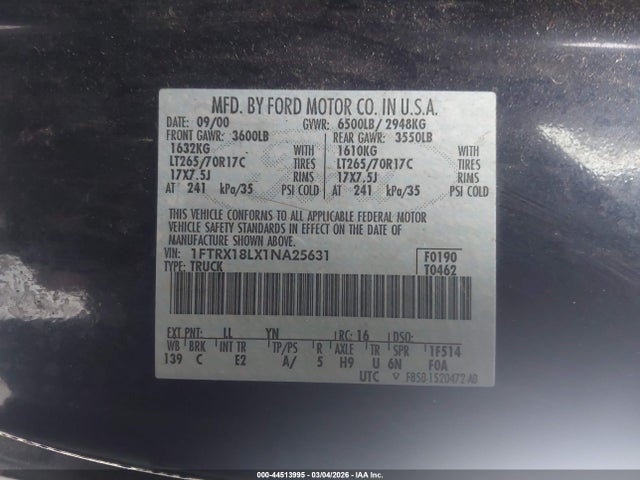 MFD. BY FORD MOTOR CO. IN U.S.A.
DATE: 09/00 GVWR: 6500LB/ 2948KG
FRONT GAWR: 3600LB REAR GAWR: 3550LB
1632KG WITH 1610KG WITH
LT265/70R17C TIRES LT265/70R17C TIRES
17X7.5J RIMS 17X7.5J RIMS
AT 241 kPa/35 PSI COLD AT 241 kPa/35 PSI COLD
THIS VEHICLE CONFORMS TO ALL APPLICABLE FEDERAL MOTOR
VEHICLE SAFETY STANDARDS IN EFFECT ON THE DATE OF
MANUFACTURE SHOWN ABOVE.
VIN: 1FTRX18LX1NA25631 F0190
TYPE: TRUCK T0462
EXT PNT: LL YN RC: 16 DSO:
WB BRK INT TR TP/PS R AXLE TR SPR 1F514
139 C E2 A/ 5 H9 U 6N F0A
UTC F85B-1520472 AB
000-44513995 - 03/04/2026 - IAA Inc.